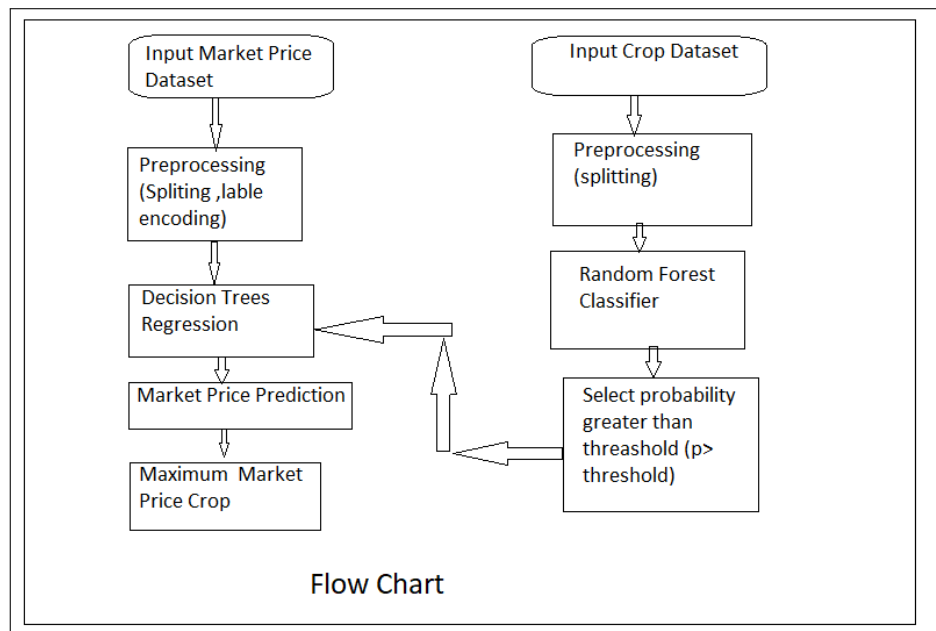 Input Market Price
Dataset
Preprocessing
(Spliting ,lable
encoding)
Decision Trees
Regression
Market Price Prediction
Maximum Market
Price Crop
Input Crop Dataset
Preprocessing
(splitting)
Random Forest
Classifier
Select probability
greater than
threashold (p>
threshold)
Flow Chart